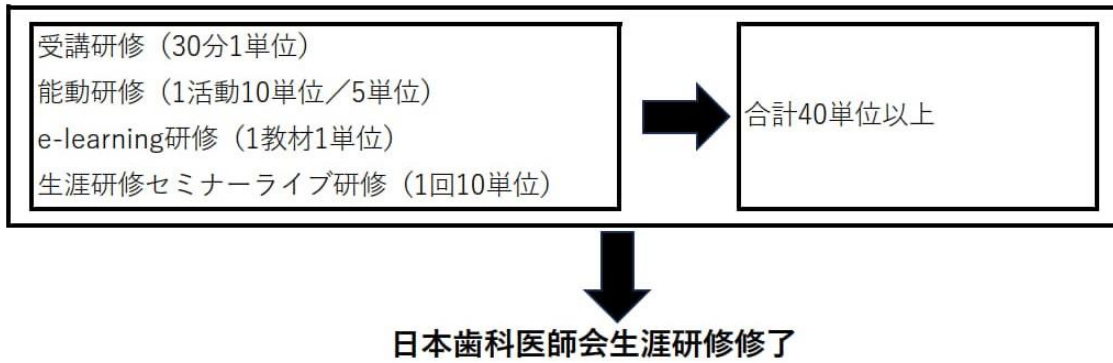 受講研修（30分1単位）
能動研修（1活動10単位／5単位）
e-learning研修（1教材1単位）
生涯研修セミナーライブ研修（1回10単位）
合計40単位以上
日本歯科医師会生涯研修修了